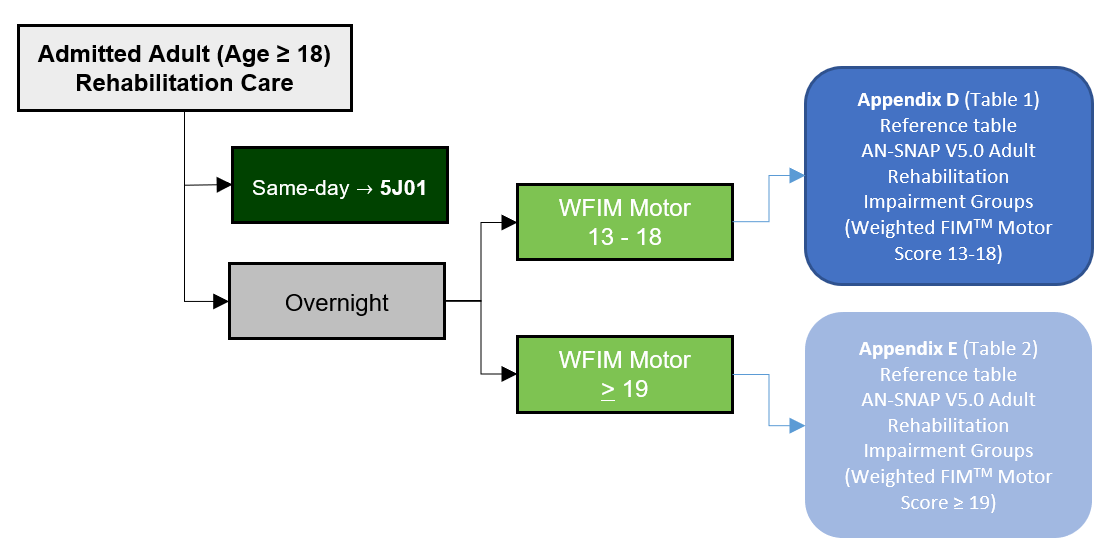 Admitted Adult (Age ≥ 18)
Rehabilitation Care
Same-day → 5J01
Overnight
WFIM Motor
13 - 18
WFIM Motor
≥ 19
Appendix D (Table 1)
Reference table
AN-SNAP V5.0 Adult
Rehabilitation
Impairment Groups
(Weighted FIM™ Motor
Score 13-18)
Appendix E (Table 2)
Reference table
AN-SNAP V5.0 Adult
Rehabilitation
Impairment Groups
(Weighted FIM™ Motor
Score ≥ 19)